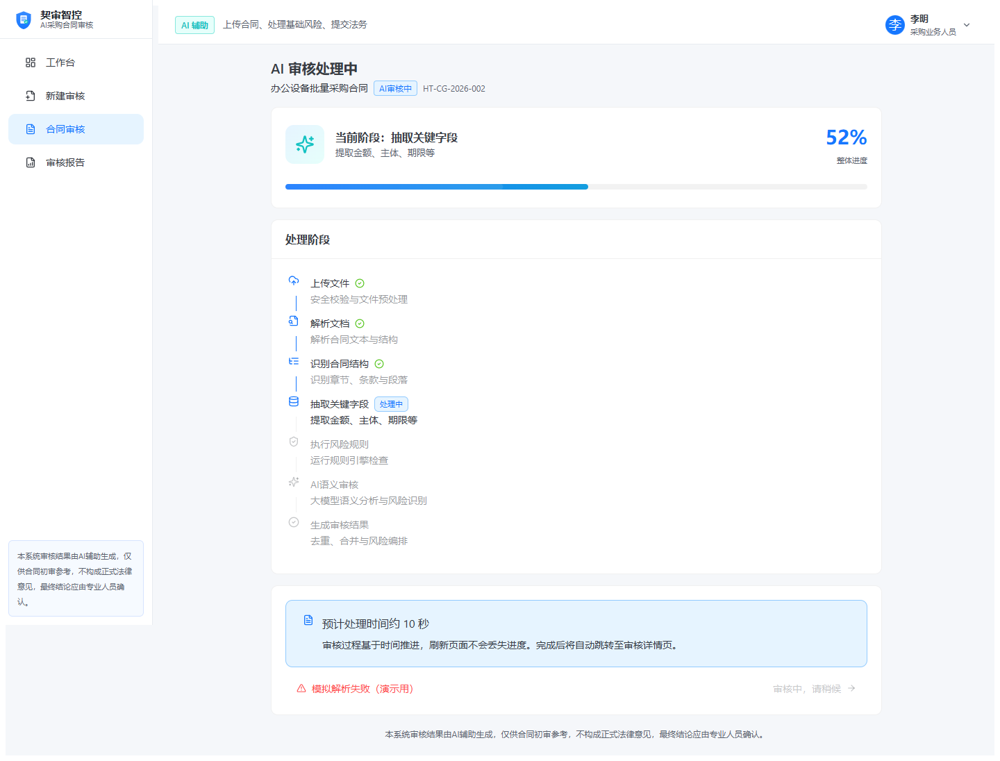 契审智控
AI采购合同审核
工作台
新建审核
合同审核
审核报告
本系统审核结果由AI辅助生成，仅
供合同初审参考，不构成正式法律
意见，最终结论应由专业人员确
认。
AI 辅助
上传合同、处理基础风险、提交法务
李
李明
采购业务人员
AI 审核处理中
办公设备批量采购合同
AI审核中
HT-CG-2026-002
当前阶段：抽取关键字段
提取金额、主体、期限等
52%
整体进度
处理阶段
上传文件
安全校验与文件预处理
解析文档
解析合同文本与结构
识别合同结构
识别章节、条款与段落
抽取关键字段
处理中
提取金额、主体、期限等
执行风险规则
运行规则引擎检查
AI语义审核
大模型语义分析与风险识别
生成审核结果
去重、合并与风险编排
预计处理时间约 10 秒
审核过程基于时间推进，刷新页面不会丢失进度。完成后将自动跳转至审核详情页。
模拟解析失败（演示用）
审核中，请稍候
本系统审核结果由AI辅助生成，仅供合同初审参考，不构成正式法律意见，最终结论应由专业人员确认。